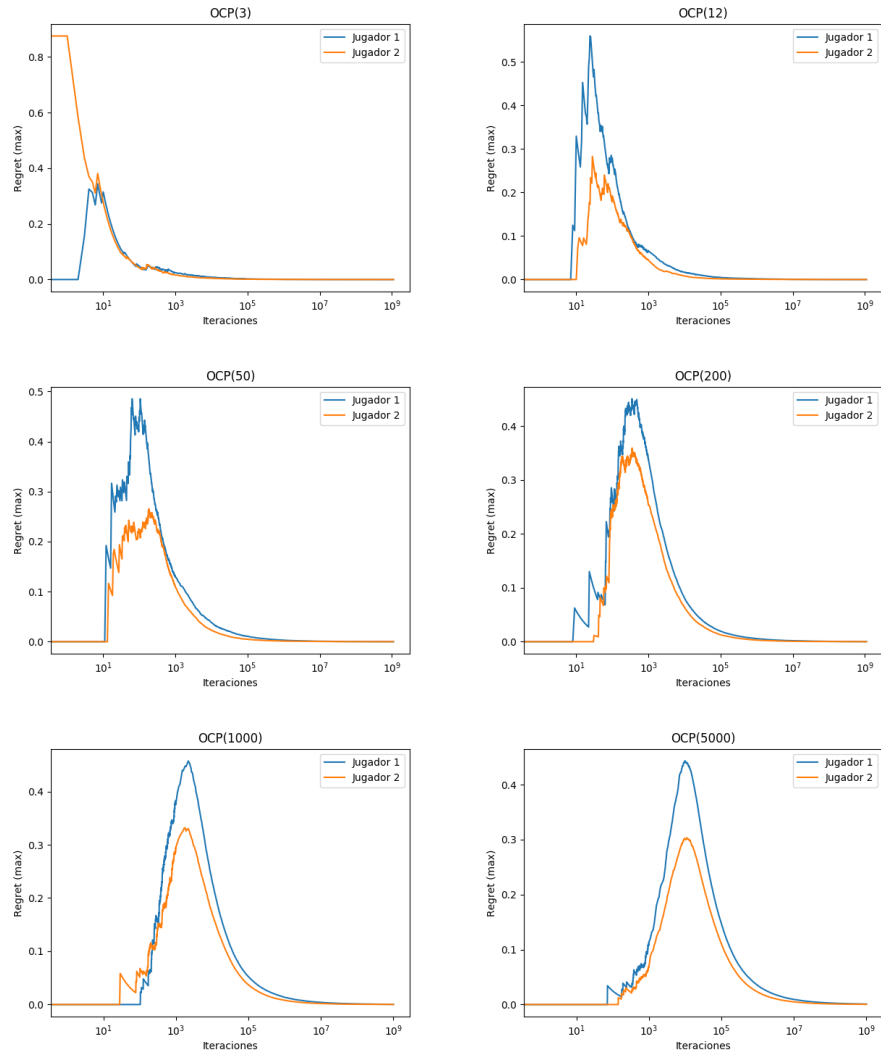 OCP(3)
Regret (max)
0.8
0.6
0.4
0.2
0.0
Jugador 1
Jugador 2
10^1 10^3 10^5 10^7 10^9
Iteraciones
OCP(12)
Regret (max)
0.5
0.4
0.3
0.2
0.1
0.0
Jugador 1
Jugador 2
10^1 10^3 10^5 10^7 10^9
Iteraciones
OCP(50)
Regret (max)
0.5
0.4
0.3
0.2
0.1
0.0
Jugador 1
Jugador 2
10^1 10^3 10^5 10^7 10^9
Iteraciones
OCP(200)
Regret (max)
0.4
0.3
0.2
0.1
0.0
Jugador 1
Jugador 2
10^1 10^3 10^5 10^7 10^9
Iteraciones
OCP(1000)
Regret (max)
0.4
0.3
0.2
0.1
0.0
Jugador 1
Jugador 2
10^1 10^3 10^5 10^7 10^9
Iteraciones
OCP(5000)
Regret (max)
0.4
0.3
0.2
0.1
0.0
Jugador 1
Jugador 2
10^1 10^3 10^5 10^7 10^9
Iteraciones